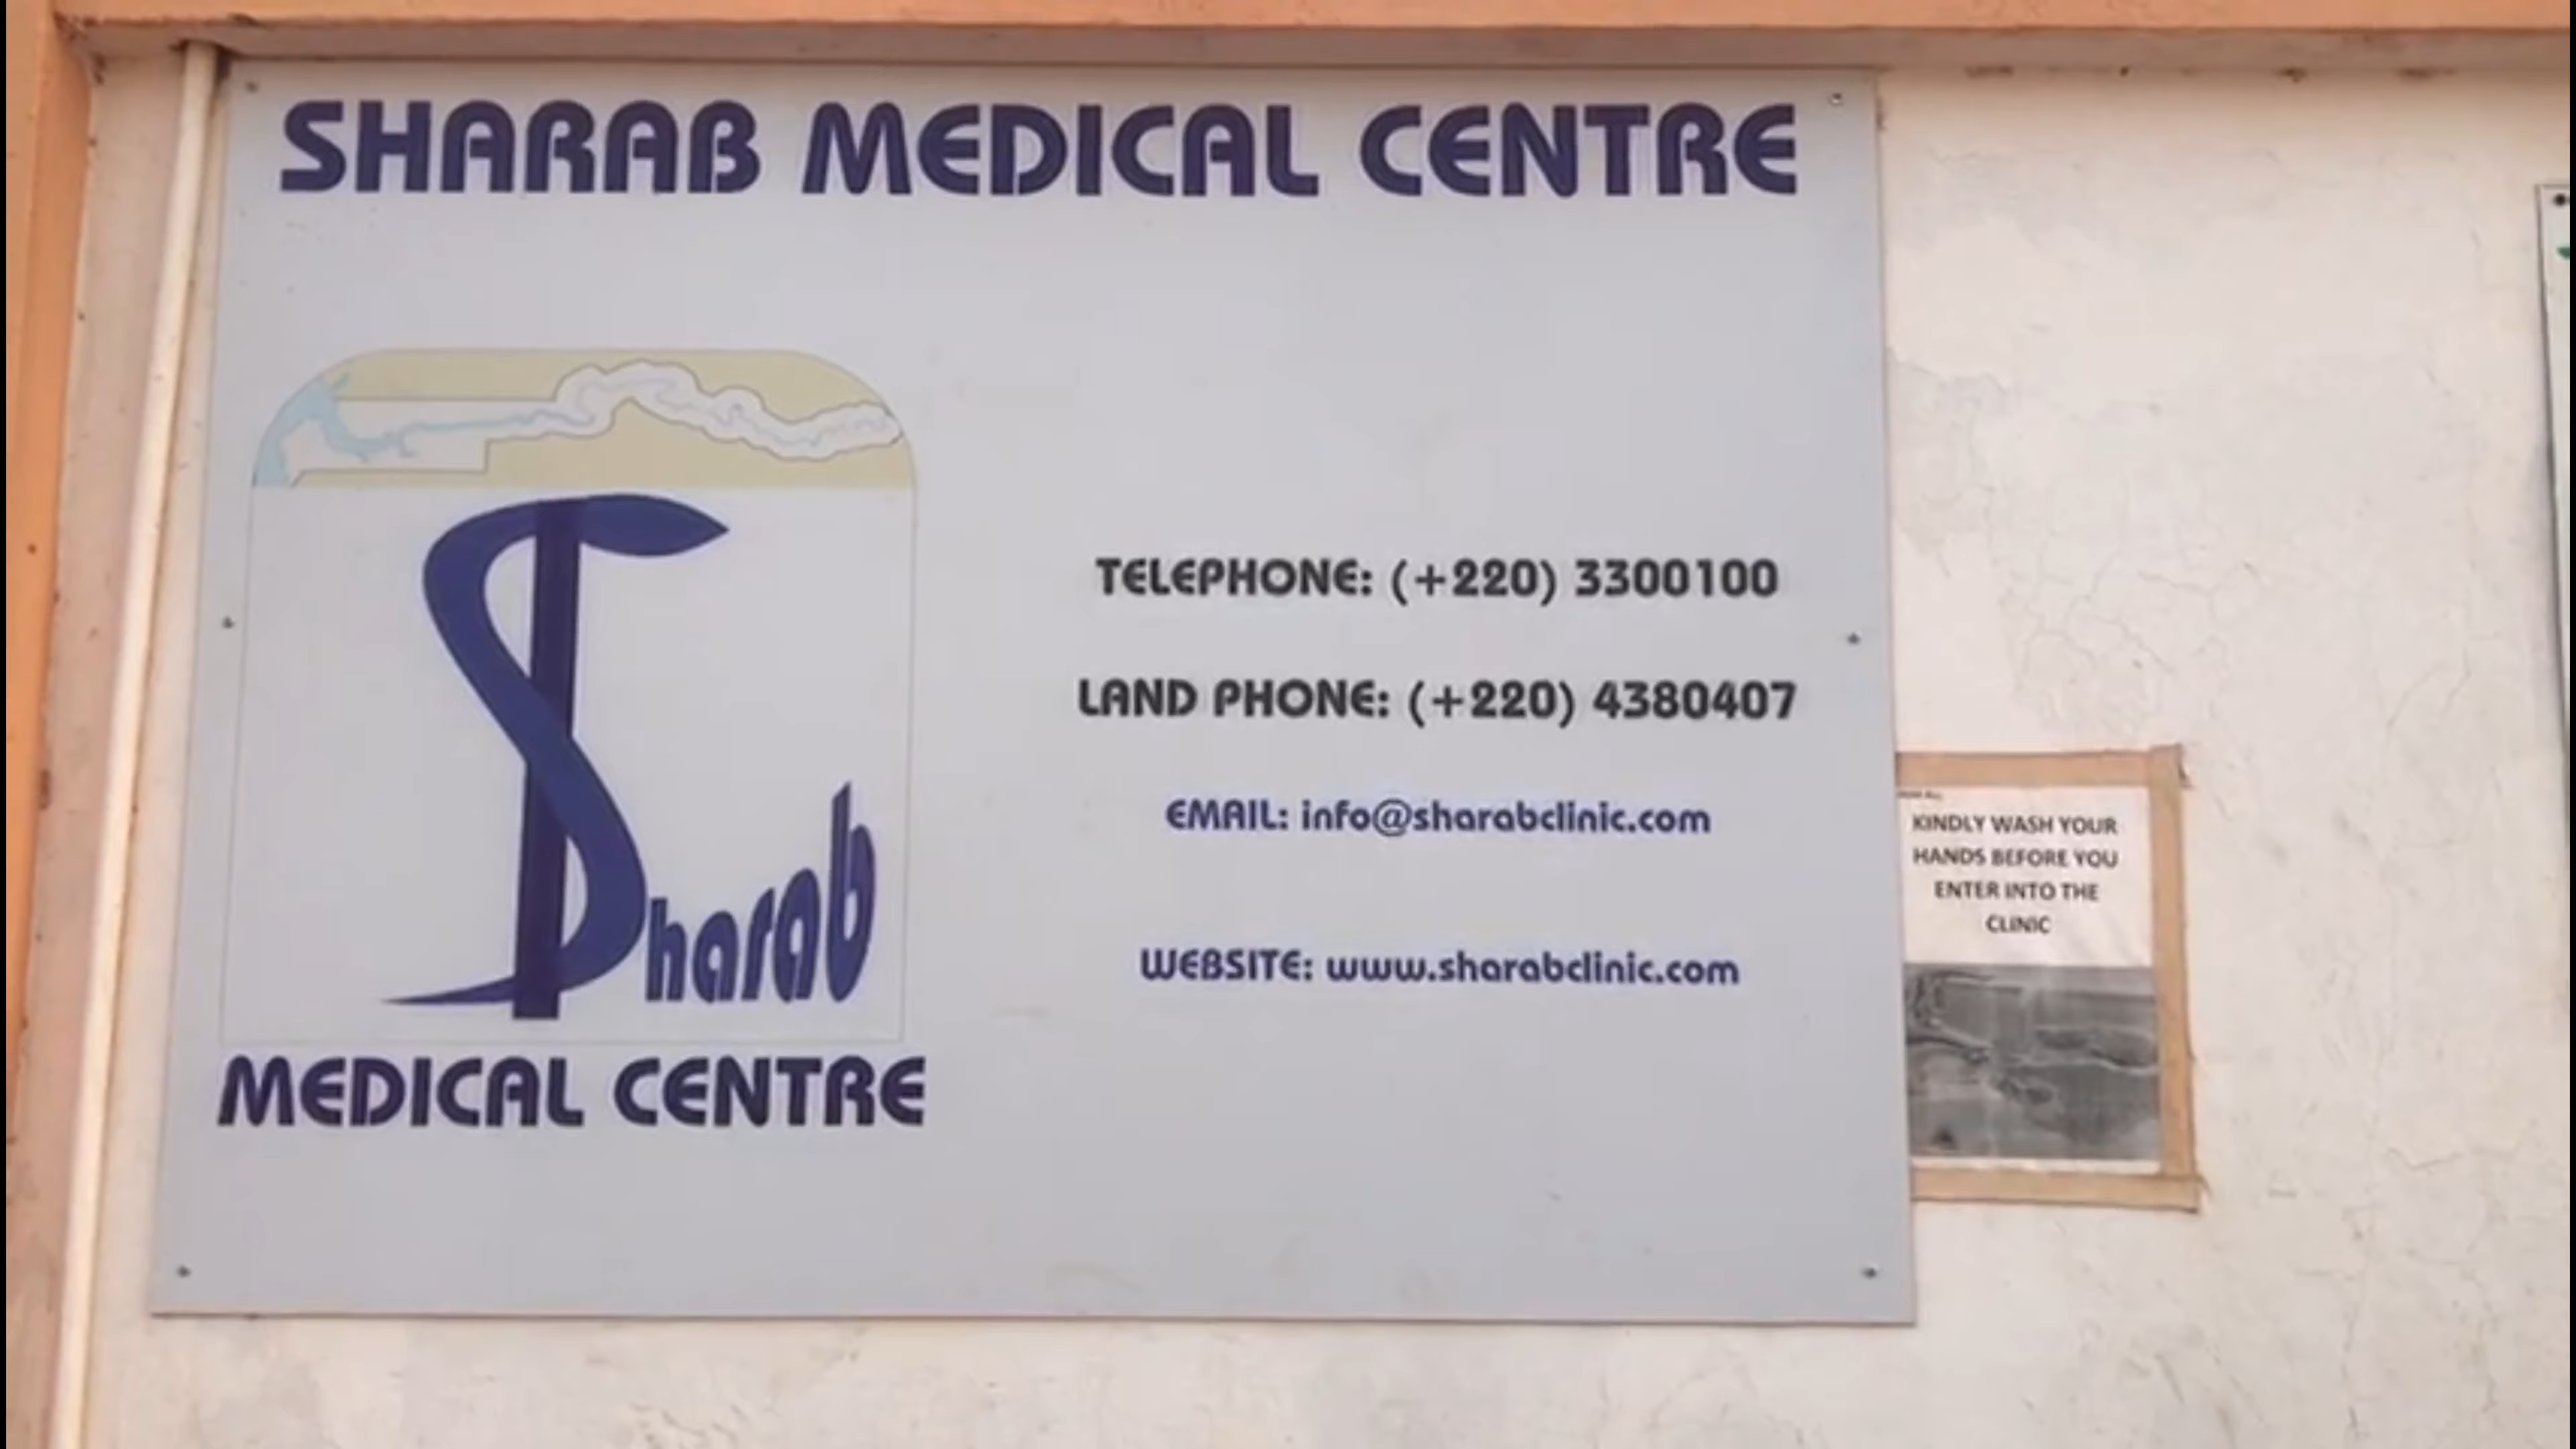 SHARAB MEDICAL CENTRE
Sharab
MEDICAL CENTRE
TELEPHONE: (+220) 3300100
LAND PHONE: (+220) 4380407
EMAIL: info@sharabclinic.com
WEBSITE: www.sharabclinic.com
KINDLY WASH YOUR
HANDS BEFORE YOU
ENTER INTO THE
CLINIC